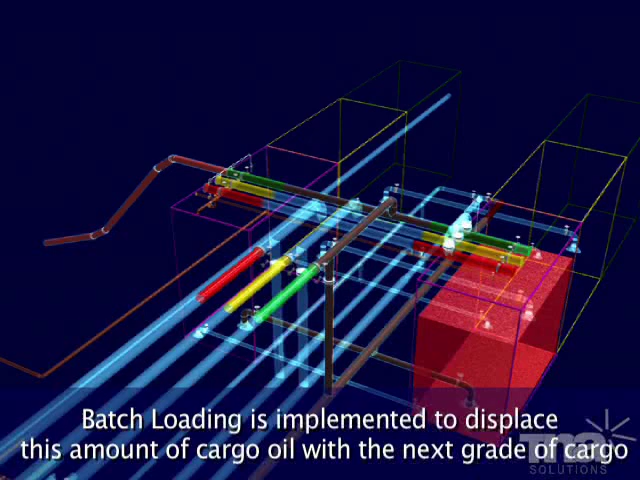 Batch Loading is implemented to displace
this amount of cargo oil with the next grade of cargo
SOLUTIONS